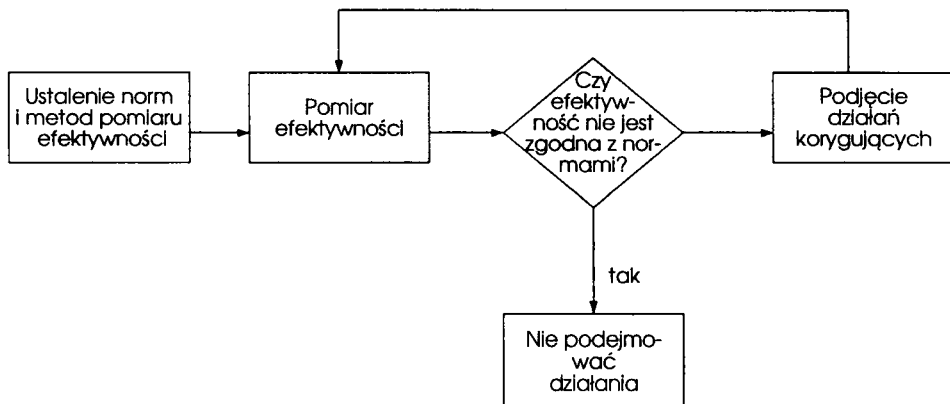 Ustalenie norm
i metod pomiaru
efektywności
Pomiar
efektywności
Czy
efektyw-
ność nie jest
zgodna z nor-
mami?
Podjęcie
działań
korygujących
tak
Nie podejmo-
wać
działania